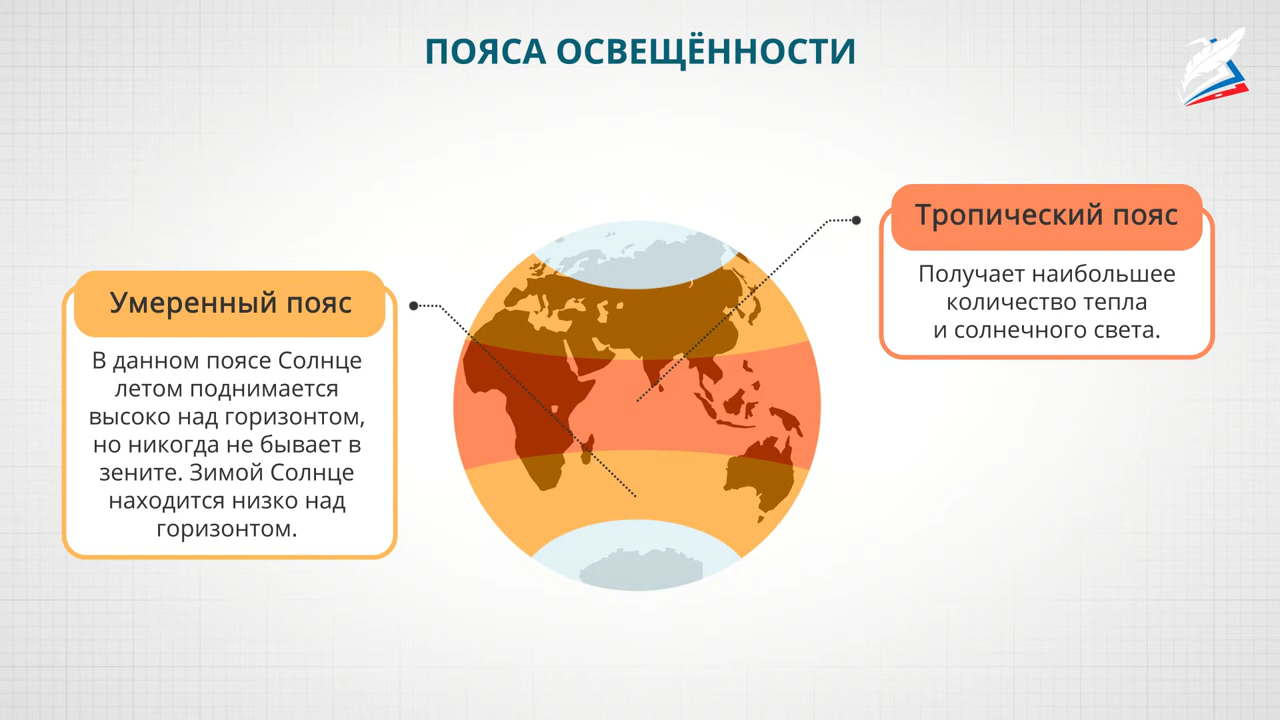 ПОЯСА ОСВЕЩЁННОСТИ
Умеренный пояс
В данном поясе Солнце
летом поднимается
высоко над горизонтом,
но никогда не бывает в
зените. Зимой Солнце
находится низко над
горизонтом.
Тропический пояс
Получает наибольшее
количество тепла
и солнечного света.